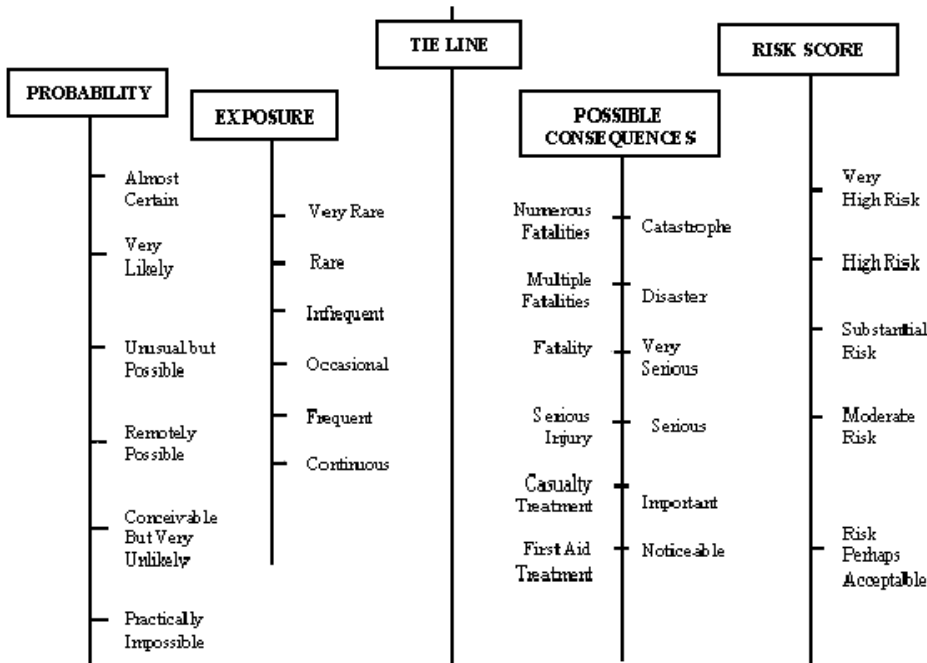 TIE LINE
RISK SCORE
PROBABILITY
EXPOSURE
POSSIBLE
CONSEQUENCES
Almost
Certain
Very
Likely
Unusual but
Possible
Remotely
Possible
Conceivable
But Very
Unlikely
Practically
Impossible
Very Rare
Rare
Infrequent
Occasional
Frequent
Continuous
Numerous
Fatalities
Catastrophe
Multiple
Fatalities
Disaster
Fatality
Very
Serious
Serious
Injury
Serious
Casualty
Treatment
Important
First Aid
Treatment
Noticeable
Very
High Risk
High Risk
Substantial
Risk
Moderate
Risk
Risk
Perhaps
Acceptable